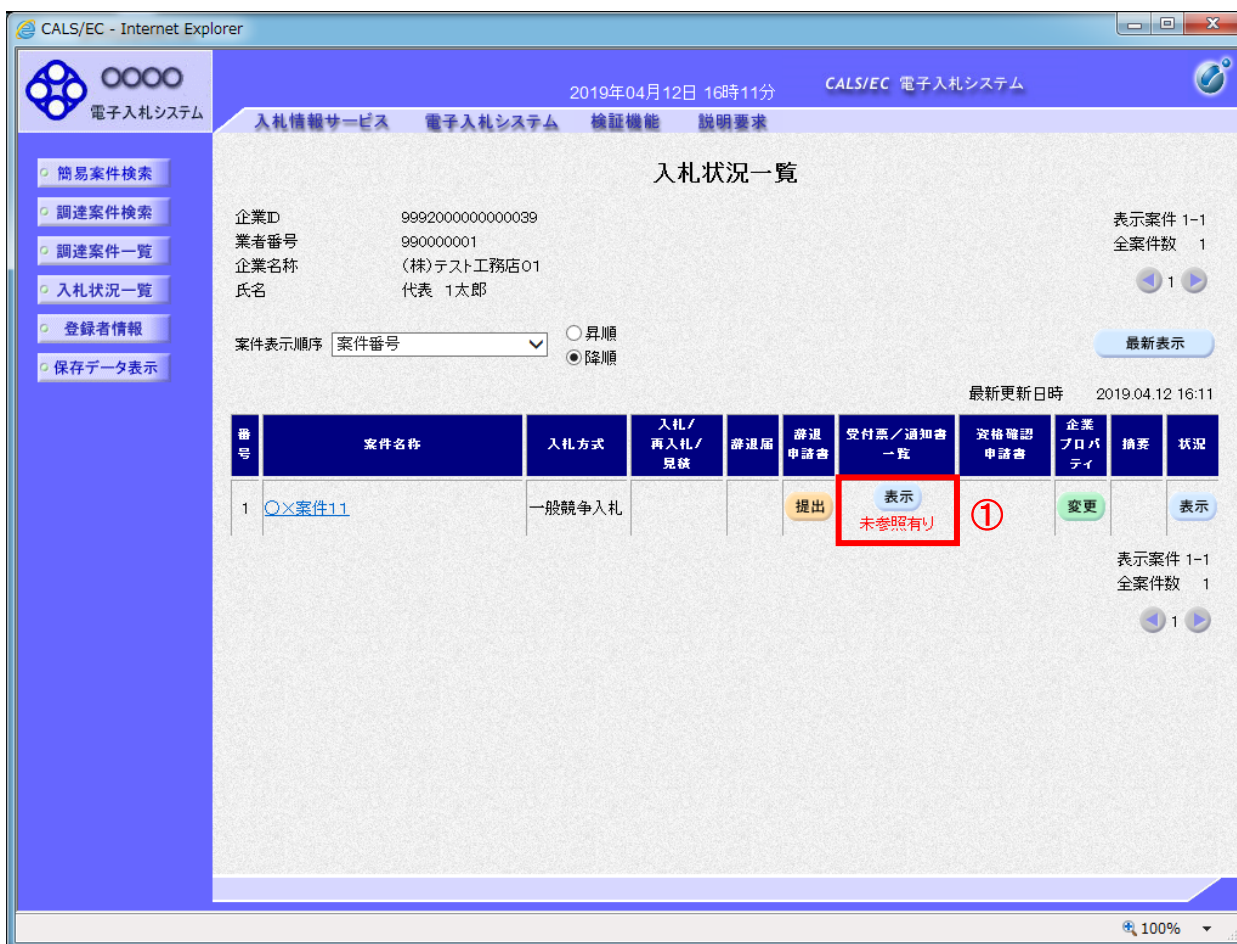 CALS/EC - Internet Explorer
OOOO
電子入札システム
2019年04月12日 16時11分
CALS/EC 電子入札システム
入札情報サービス 電子入札システム 検証機能 説明要求
簡易案件検索
調達案件検索
調達案件一覧
入札状況一覧
登録者情報
保存データ表示
入札状況一覧
企業ID 9992000000000039
業者番号 990000001
企業名称 (株)テスト工務店01
氏名 代表 1太郎
表示案件 1-1
全案件数 1
1
案件表示順序 案件番号
昇順
降順
最新表示
最新更新日時 2019.04.12 16:11
番号 案件名称 入札方式 入札/再入札/見積 辞退届 辞退申請書 受付票/通知書一覧 資格確認申請書 企業プロパティ 摘要 状況
1 ○×案件11 一般競争入札 提出 表示 変更 表示
未参照有り
①
表示案件 1-1
全案件数 1
1
100%